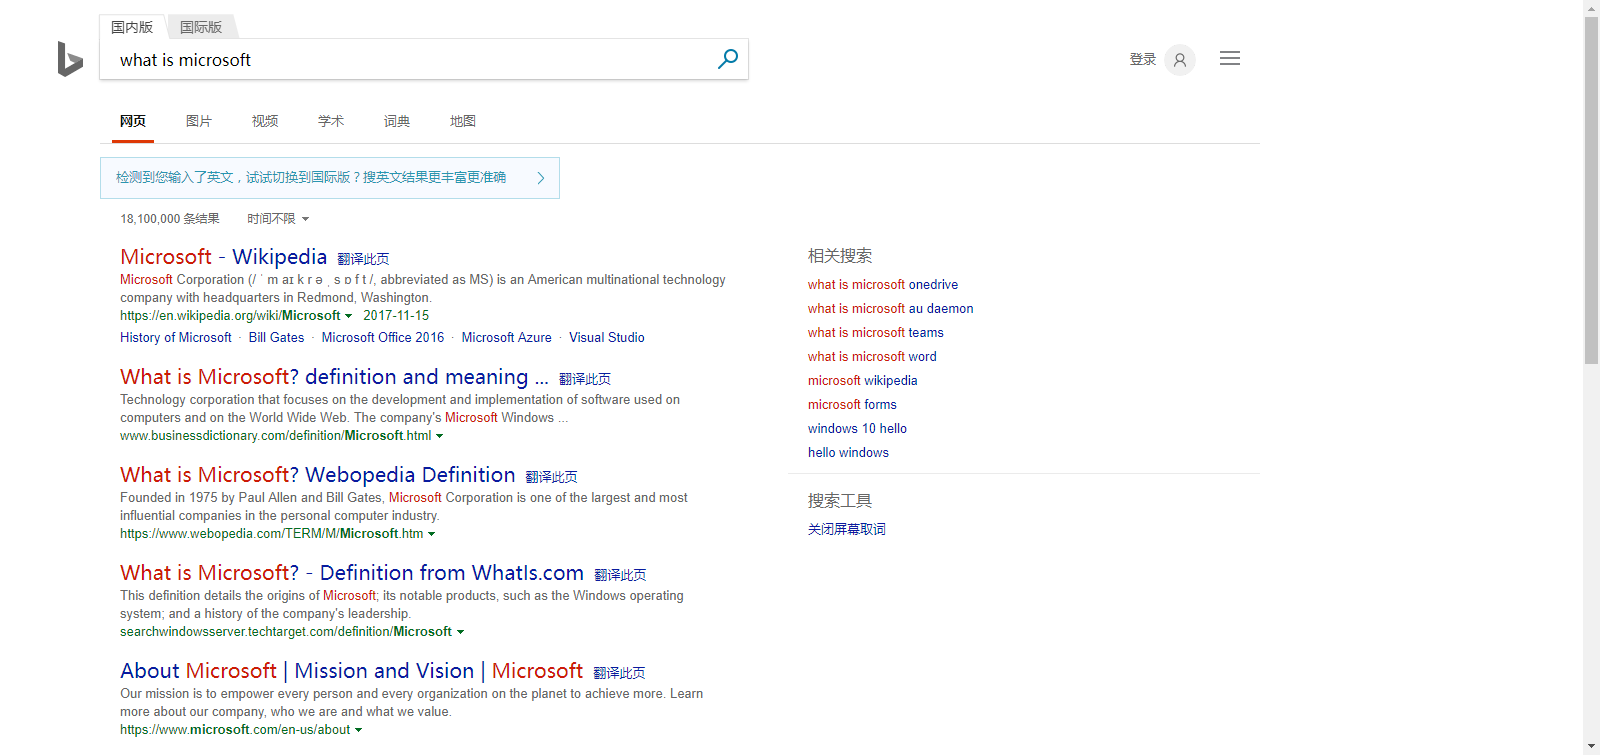 国内版 国际版
what is microsoft
登录
网页 图片 视频 学术 词典 地图
检测到您输入了英文，试试切换到国际版？搜英文结果更丰富更准确
18,100,000 条结果 时间不限
Microsoft - Wikipedia 翻译此页
Microsoft Corporation (/ ˈ m aɪ k r ə ˌ s ɒ f t /, abbreviated as MS) is an American multinational technology
company with headquarters in Redmond, Washington.
https://en.wikipedia.org/wiki/Microsoft 2017-11-15
History of Microsoft · Bill Gates · Microsoft Office 2016 · Microsoft Azure · Visual Studio
What is Microsoft? definition and meaning ... 翻译此页
Technology corporation that focuses on the development and implementation of software used on
computers and on the World Wide Web. The company's Microsoft Windows ...
www.businessdictionary.com/definition/Microsoft.html
What is Microsoft? Webopedia Definition 翻译此页
Founded in 1975 by Paul Allen and Bill Gates, Microsoft Corporation is one of the largest and most
influential companies in the personal computer industry.
https://www.webopedia.com/TERM/M/Microsoft.htm
What is Microsoft? - Definition from WhatIs.com 翻译此页
This definition details the origins of Microsoft; its notable products, such as the Windows operating
system; and a history of the company's leadership.
searchwindowsserver.techtarget.com/definition/Microsoft
About Microsoft | Mission and Vision | Microsoft 翻译此页
Our mission is to empower every person and every organization on the planet to achieve more. Learn
more about our company, who we are and what we value.
https://www.microsoft.com/en-us/about
相关搜索
what is microsoft onedrive
what is microsoft au daemon
what is microsoft teams
what is microsoft word
microsoft wikipedia
microsoft forms
windows 10 hello
hello windows
搜索工具
关闭屏幕取词